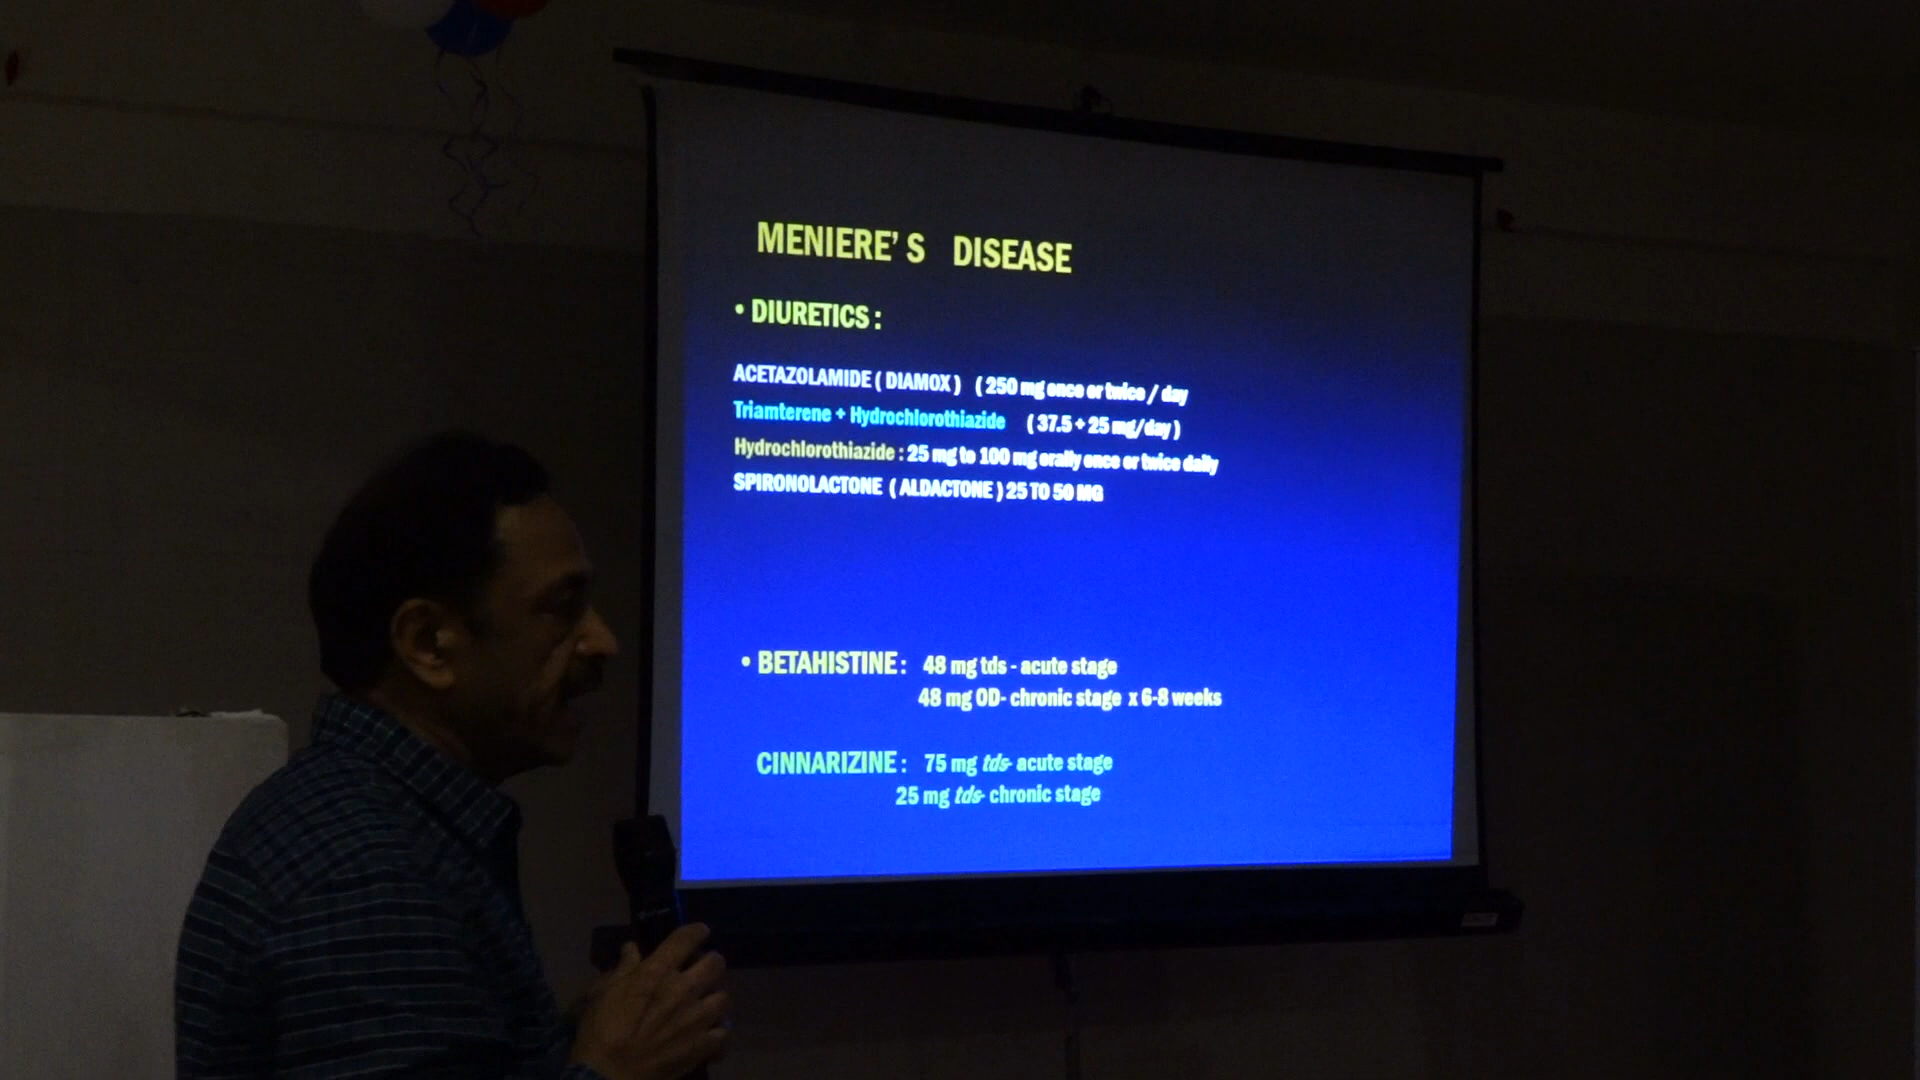 MENIERE' S DISEASE
• DIURETICS :
ACETAZOLAMIDE ( DIAMOX ) ( 250 mg once or twice / day
Triamterene + Hydrochlorothiazide ( 37.5 + 25 mg/day )
Hydrochlorothiazide : 25 mg to 100 mg orally once or twice daily
SPIRONOLACTONE ( ALDACTONE ) 25 TO 50 MG
• BETAHISTINE : 48 mg tds - acute stage
48 mg OD- chronic stage x 6-8 weeks
CINNARIZINE : 75 mg tds- acute stage
25 mg tds- chronic stage